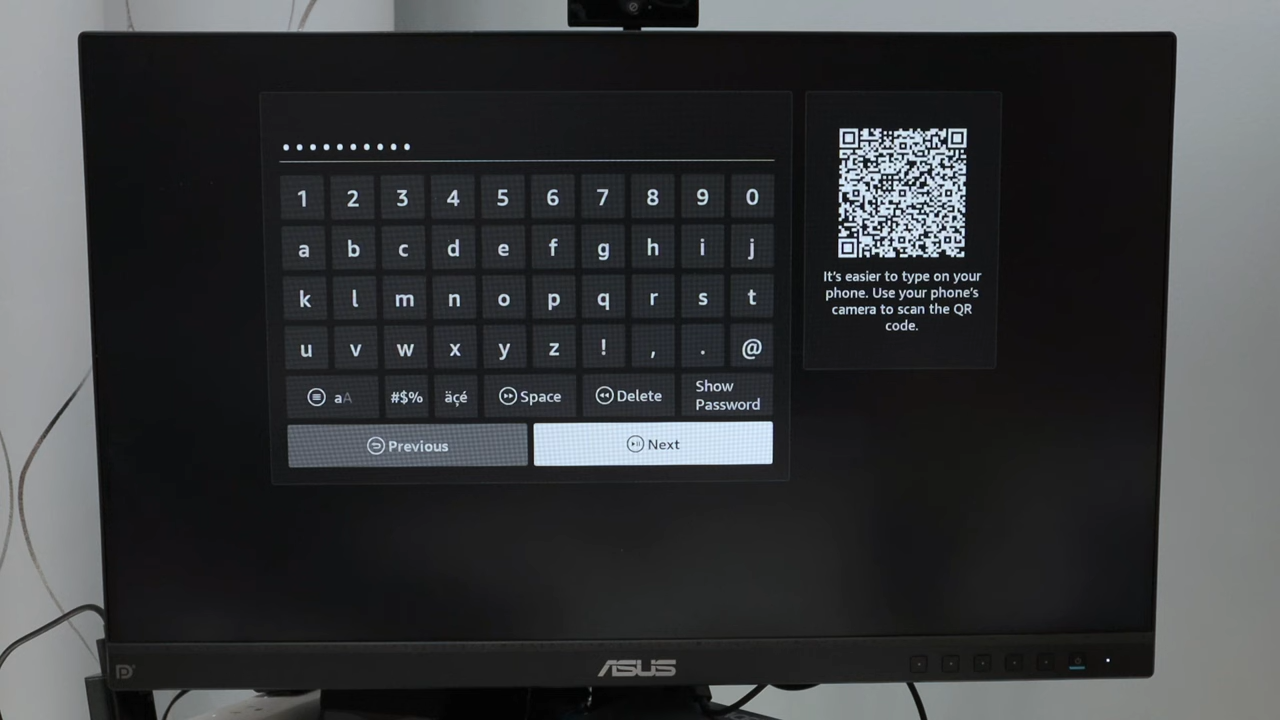 ••••••••••
1 2 3 4 5 6 7 8 9 0
a b c d e f g h i j
k l m n o p q r s t
u v w x y z ! , . @
aA #$% äçé Space Delete Show Password
Previous Next
It's easier to type on your
phone. Use your phone's
camera to scan the QR
code.
ASUS